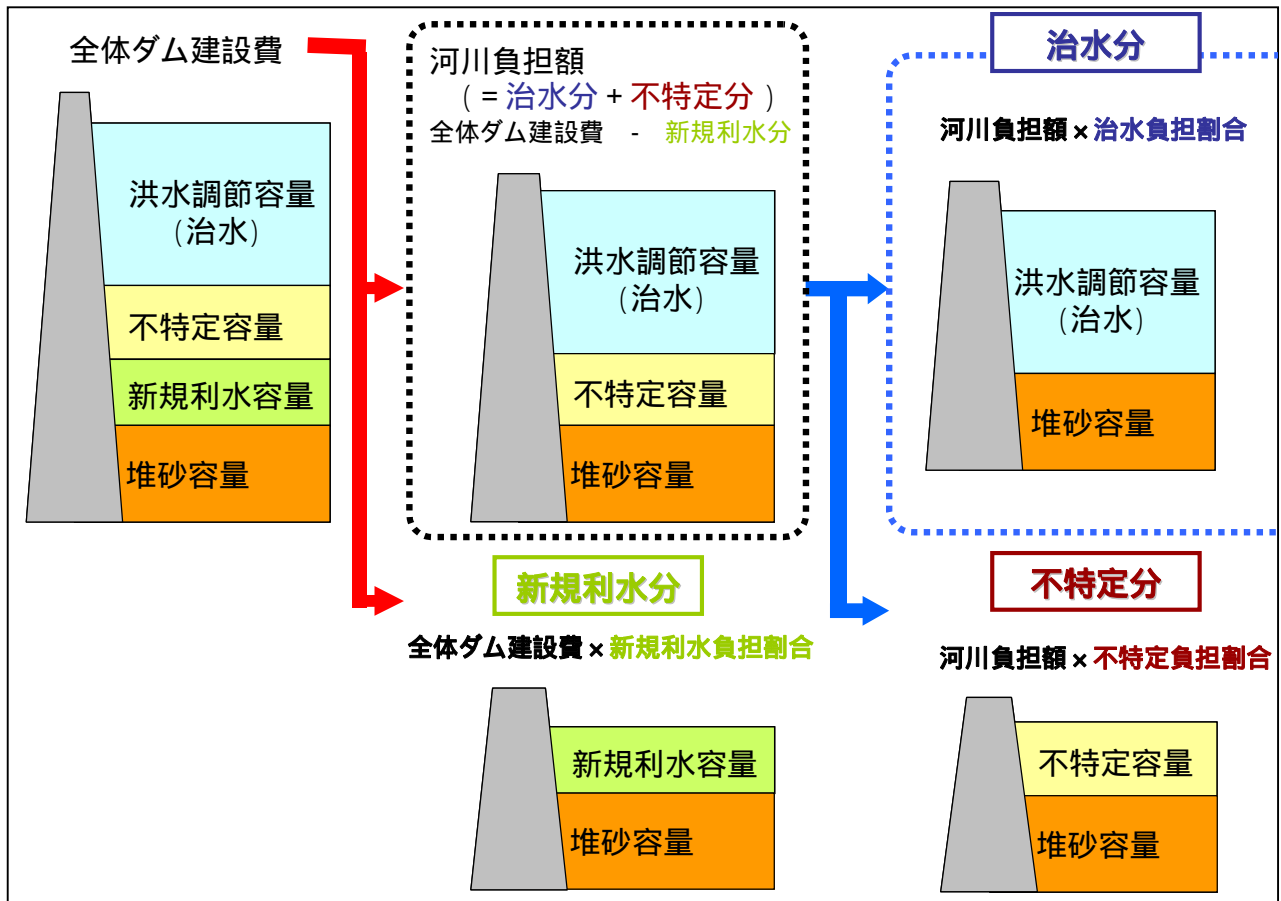 全体ダム建設費
洪水調節容量
(治水)
不特定容量
新規利水容量
堆砂容量
河川負担額
( = 治水分 + 不特定分 )
全体ダム建設費 - 新規利水分
洪水調節容量
(治水)
不特定容量
堆砂容量
治水分
河川負担額 × 治水負担割合
洪水調節容量
(治水)
堆砂容量
新規利水分
全体ダム建設費 × 新規利水負担割合
新規利水容量
堆砂容量
不特定分
河川負担額 × 不特定負担割合
不特定容量
堆砂容量